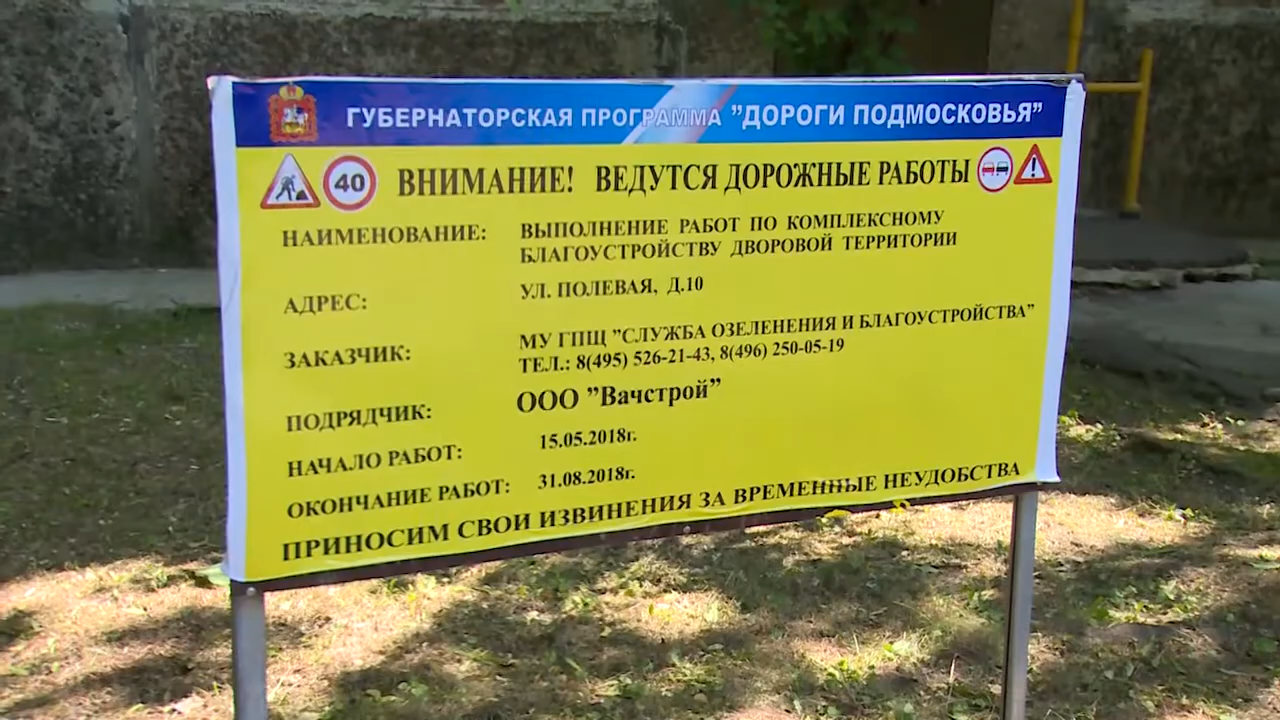 ГУБЕРНАТОРСКАЯ ПРОГРАММА "ДОРОГИ ПОДМОСКОВЬЯ"
40 ВНИМАНИЕ! ВЕДУТСЯ ДОРОЖНЫЕ РАБОТЫ
НАИМЕНОВАНИЕ: ВЫПОЛНЕНИЕ РАБОТ ПО КОМПЛЕКСНОМУ
БЛАГОУСТРОЙСТВУ ДВОРОВОЙ ТЕРРИТОРИИ
АДРЕС: УЛ. ПОЛЕВАЯ, Д.10
ЗАКАЗЧИК: МУ ГПЩ "СЛУЖБА ОЗЕЛЕНЕНИЯ И БЛАГОУСТРОЙСТВА"
ТЕЛ.: 8(495) 526-21-43, 8(496) 250-05-19
ПОДРЯДЧИК: ООО "Вачстрой"
НАЧАЛО РАБОТ: 15.05.2018г.
ОКОНЧАНИЕ РАБОТ: 31.08.2018г.
ПРИНОСИМ СВОИ ИЗВИНЕНИЯ ЗА ВРЕМЕННЫЕ НЕУДОБСТВА